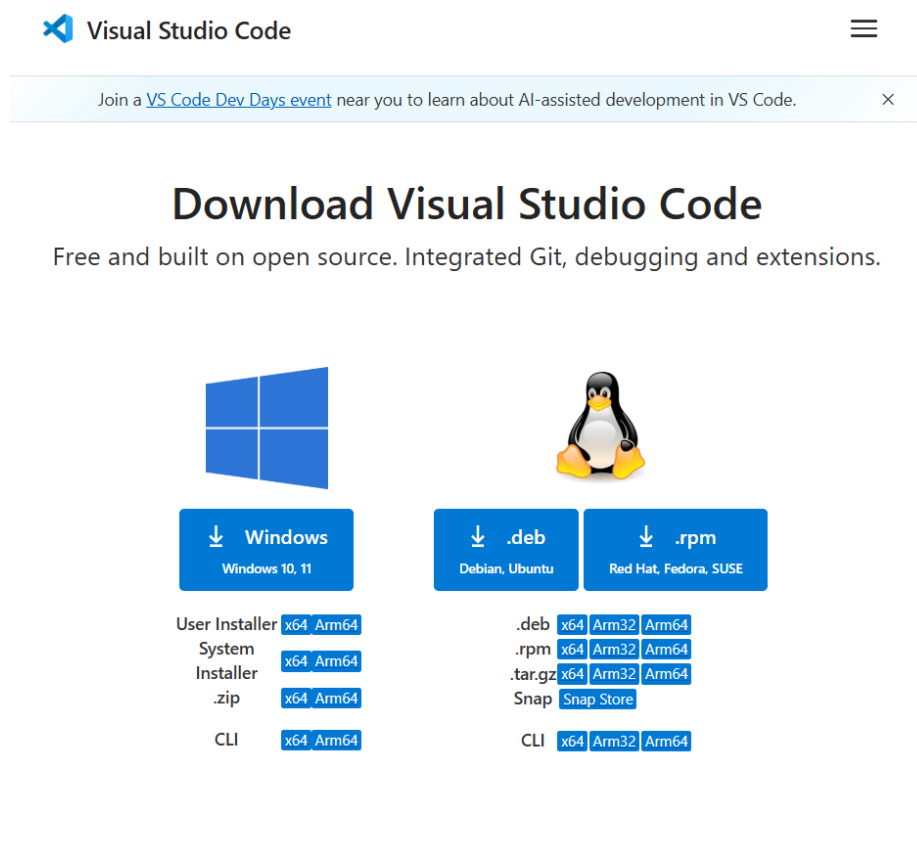 Visual Studio Code
Join a VS Code Dev Days event near you to learn about AI-assisted development in VS Code.
Download Visual Studio Code
Free and built on open source. Integrated Git, debugging and extensions.
Windows
Windows 10, 11
User Installer x64 Arm64
System
Installer x64 Arm64
.zip x64 Arm64
CLI x64 Arm64
.deb
Debian, Ubuntu
.rpm
Red Hat, Fedora, SUSE
.deb x64 Arm32 Arm64
.rpm x64 Arm32 Arm64
.tar.gz x64 Arm32 Arm64
Snap Snap Store
CLI x64 Arm32 Arm64